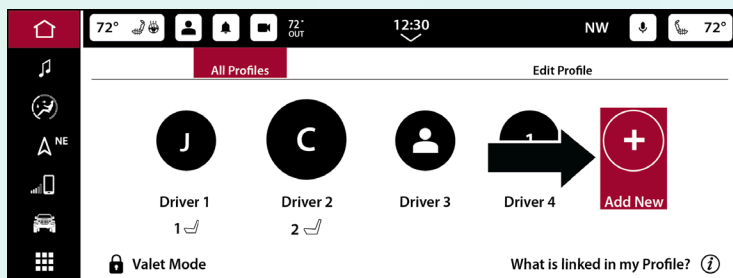 72° 72° OUT 12:30 NW 72°
All Profiles Edit Profile
NE
J C 1
Driver 1 Driver 2 Driver 3 Driver 4 Add New
1 2
Valet Mode What is linked in my Profile? i